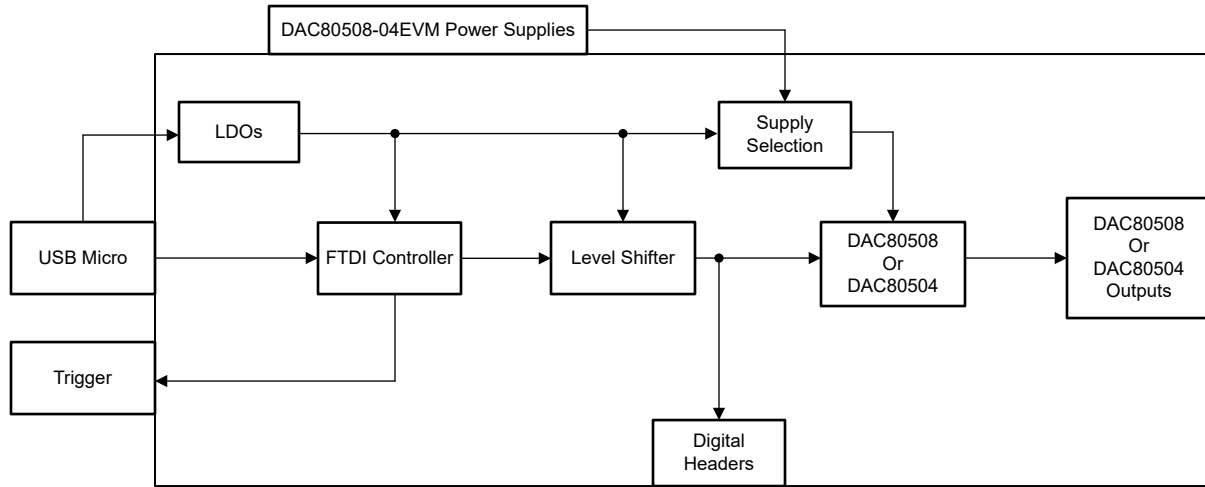 DAC80508-04EVM Power Supplies
LDOs
Supply
Selection
USB Micro
FTDI Controller
Level Shifter
DAC80508
Or
DAC80504
DAC80508
Or
DAC80504
Outputs
Trigger
Digital
Headers